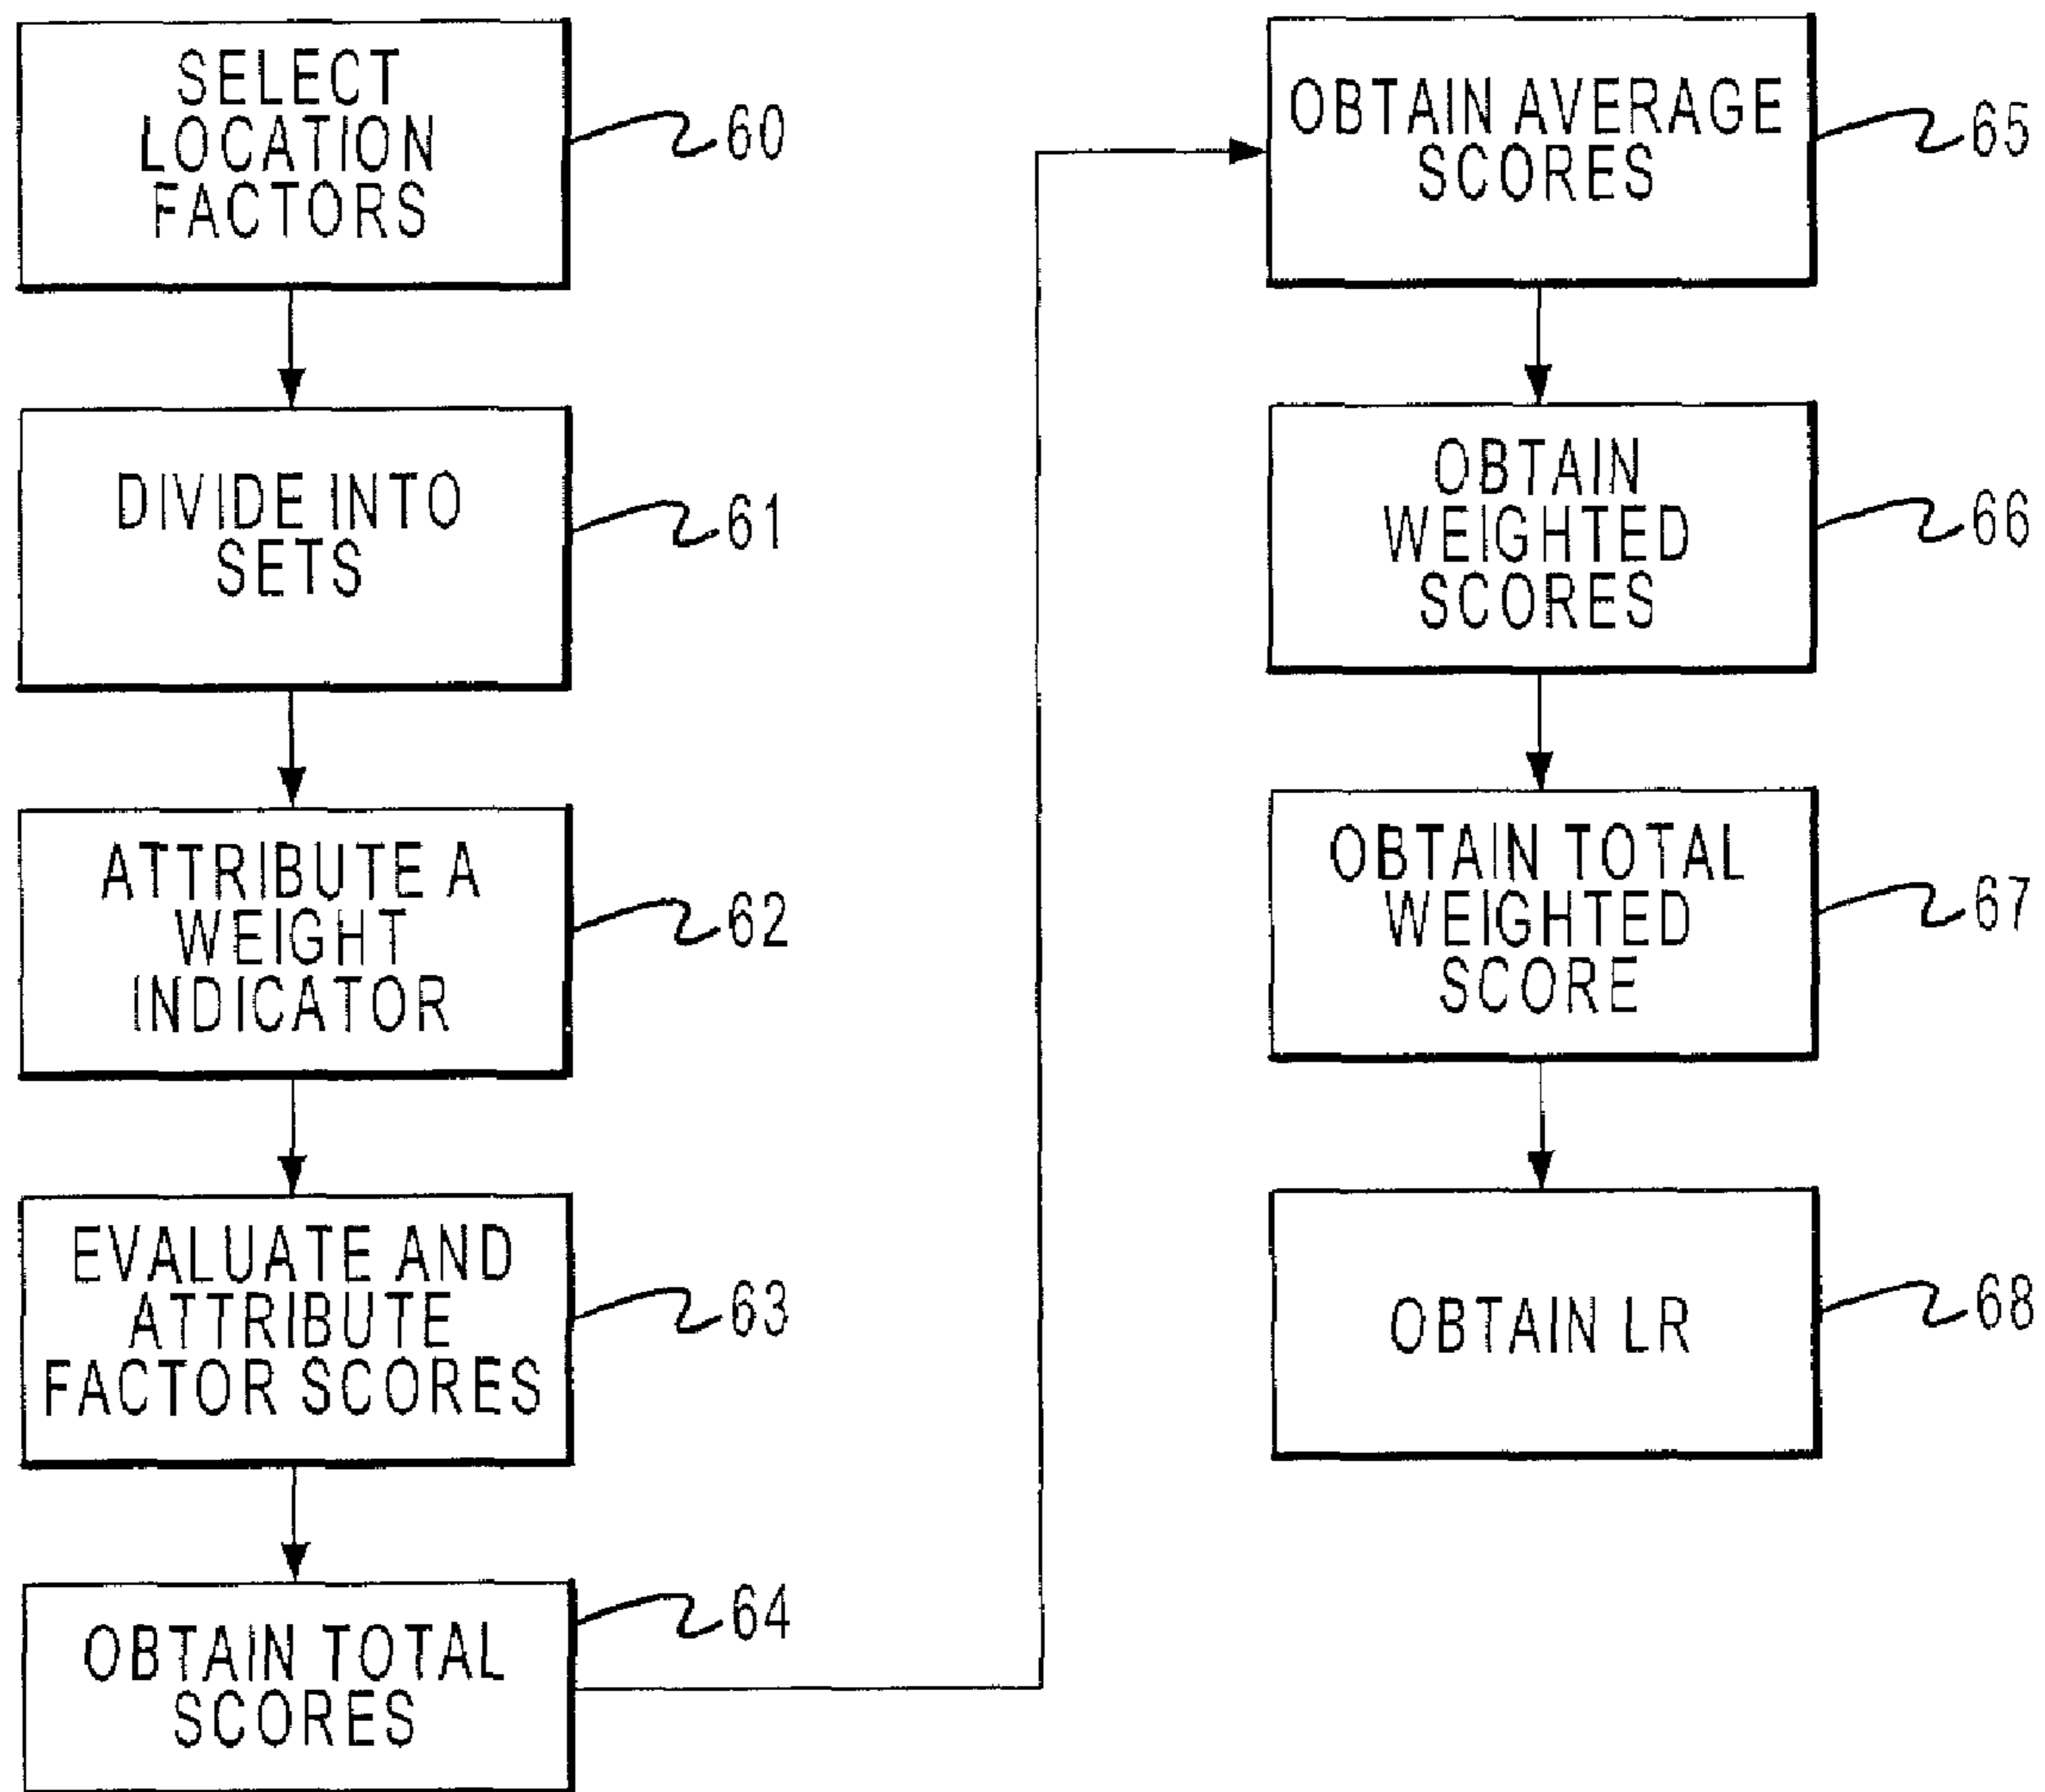 SELECT
LOCATION
FACTORS
60
DIVIDE INTO
SETS
61
ATTRIBUTE A
WEIGHT
INDICATOR
62
EVALUATE AND
ATTRIBUTE
FACTOR SCORES
63
OBTAIN TOTAL
SCORES
64
OBTAIN AVERAGE
SCORES
65
OBTAIN
WEIGHTED
SCORES
66
OBTAIN TOTAL
WEIGHTED
SCORE
67
OBTAIN LR
68